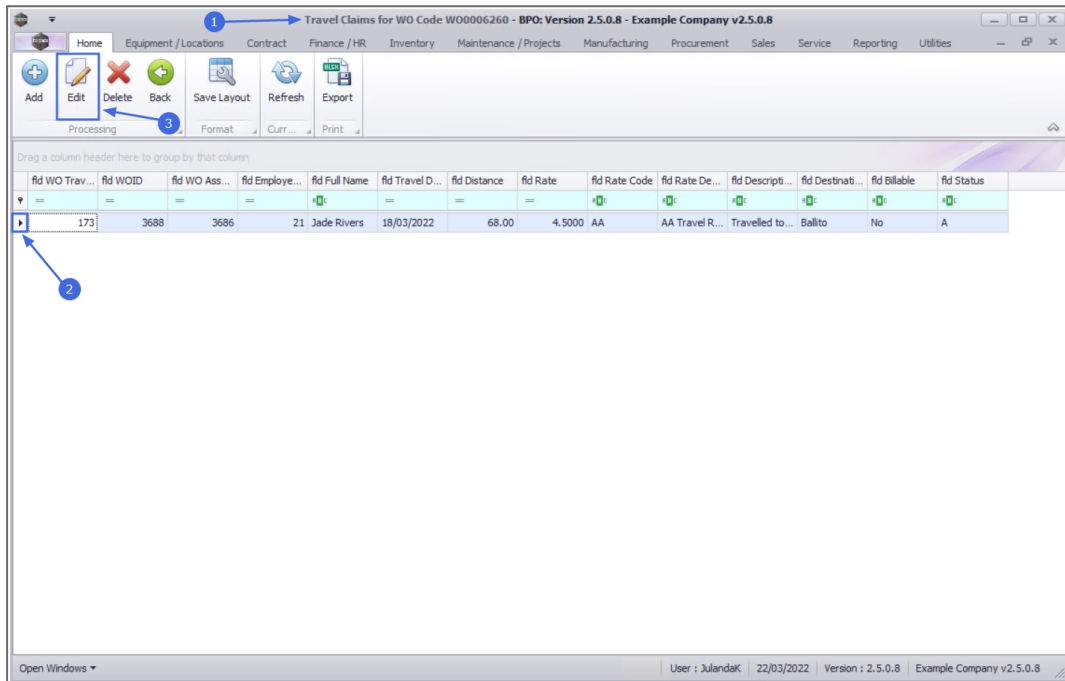 1
Travel Claims for WO Code WO0006260 - BPO: Version 2.5.0.8 - Example Company v2.5.0.8
Home Equipment / Locations Contract Finance / HR Inventory Maintenance / Projects Manufacturing Procurement Sales Service Reporting Utilities
Add Edit Delete Back Save Layout Refresh Export
3
Processing Format Curr... Print
Drag a column header here to group by that column
fld WO Trav... fld WOID fld WO Ass... fld Employe... fld Full Name fld Travel D... fld Distance fld Rate fld Rate Code fld Rate De... fld Descripti... fld Destinati... fld Billable fld Status
173 3688 3686 21 Jade Rivers 18/03/2022 68.00 4.5000 AA AA Travel R... Travelled to... Ballito No A
2
Open Windows User : JulandaK 22/03/2022 Version : 2.5.0.8 Example Company v2.5.0.8